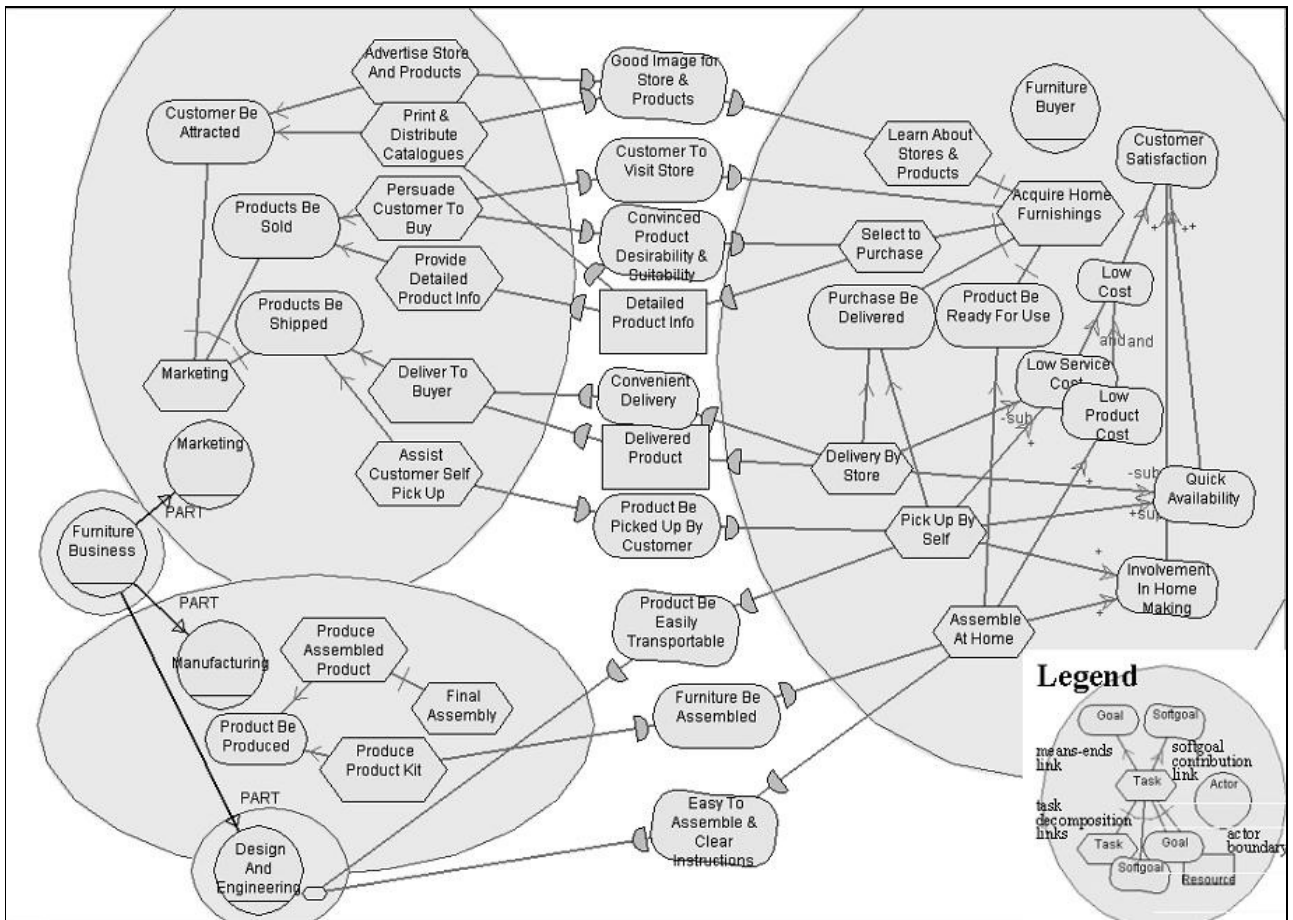 Advertise Store
And Products
Print &
Distribute
Catalogues
Customer Be
Attracted
Persuade
Customer To
Buy
Products Be
Sold
Provide
Detailed
Product Info
Products Be
Shipped
Marketing
Deliver To
Buyer
Marketing
Assist
Customer Self
Pick Up
PART
Furniture
Business
PART
Manufacturing
Produce
Assembled
Product
Final
Assembly
Product Be
Produced
Produce
Product Kit
PART
Design
And
Engineering
Good Image for
Store &
Products
Customer To
Visit Store
Convinced
Product
Desirability &
Suitability
Detailed
Product Info
Convenient
Delivery
Delivered
Product
Product Be
Picked Up By
Customer
Product Be
Easily
Transportable
Furniture Be
Assembled
Easy To
Assemble &
Clear
Instructions
Furniture
Buyer
Learn About
Stores &
Products
Customer
Satisfaction
Acquire Home
Furnishings
Select to
Purchase
+
++
Low
Cost
Purchase Be
Delivered
Product Be
Ready For Use
and
and
Low Service
Cost
Low
Product
Cost
-sub
+
Delivery By
Store
+
-sub
Quick
Availability
+sup
Pick Up By
Self
+
Involvement
In Home
Making
+
Assemble
At Home
Legend
Goal
Softgoal
means-ends
link
softgoal
contribution
link
Task
Actor
task
decomposition
links
Task
Goal
actor
boundary
Softgoal
Resource